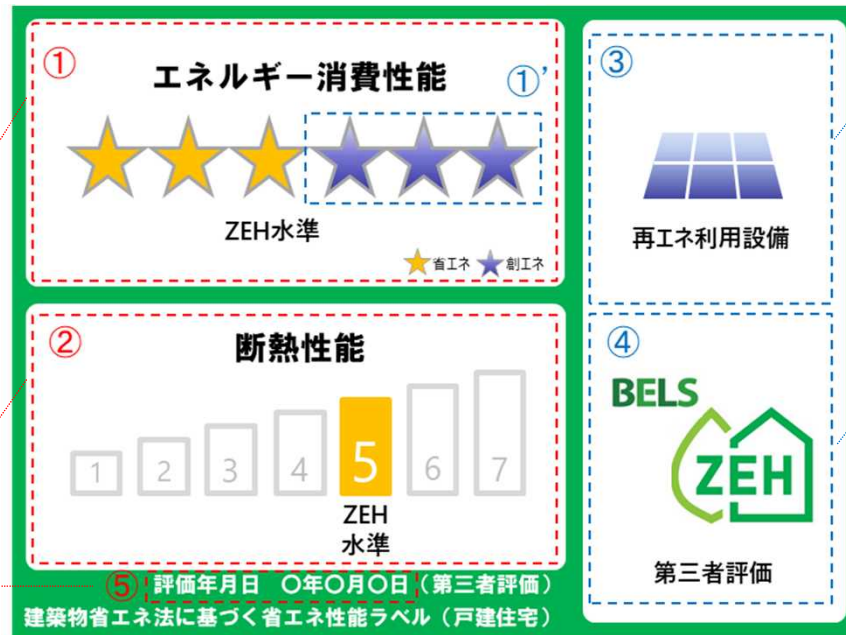 ①
エネルギー消費性能
①’
ZEH水準
省エネ 創エネ
②
断熱性能
1 2 3 4 5 6 7
ZEH
水準
③
再エネ利用設備
④
BELS
ZEH
第三者評価
⑤ 評価年月日 〇年〇月〇日(第三者評価)
建築物省エネ法に基づく省エネ性能ラベル(戸建住宅)